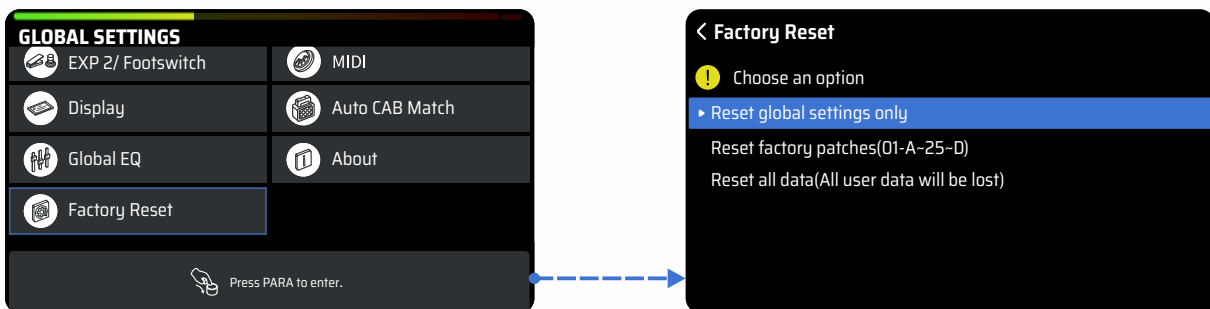 GLOBAL SETTINGS
EXP 2/ Footswitch
MIDI
Display
Auto CAB Match
Global EQ
About
Factory Reset
Press PARA to enter.
Factory Reset
Choose an option
Reset global settings only
Reset factory patches(01-A~25~D)
Reset all data(All user data will be lost)